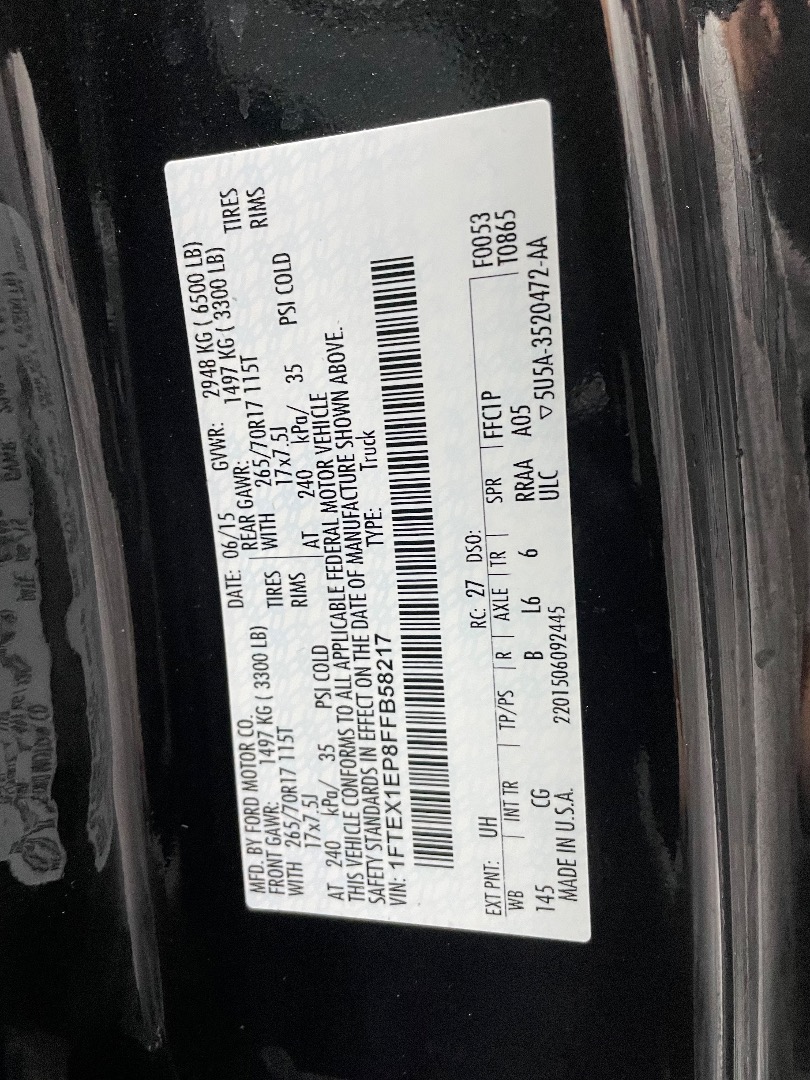 MFD. BY FORD MOTOR CO.
DATE: 06/15 GVWR: 2948 KG ( 6500 LB)
FRONT GAWR: 1497 KG ( 3300 LB) REAR GAWR: 1497 KG ( 3300 LB)
WITH 265/70R17 115T TIRES WITH 265/70R17 115T TIRES
17x7.5J RIMS 17x7.5J RIMS
AT 240 kPa/ 35 PSI COLD AT 240 kPa/ 35 PSI COLD
THIS VEHICLE CONFORMS TO ALL APPLICABLE FEDERAL MOTOR VEHICLE
SAFETY STANDARDS IN EFFECT ON THE DATE OF MANUFACTURE SHOWN ABOVE.
VIN: 1FTEX1EP8FFB58217 TYPE: Truck
EXT PNT: UH RC: 27 DSO: F0053
WB INT TR TP/PS R AXLE TR SPR FFC1P T0865
145 CG B L6 6 RRAA A05
ULC ▽5U5A-3520472-AA
MADE IN U.S.A. 2201506092445